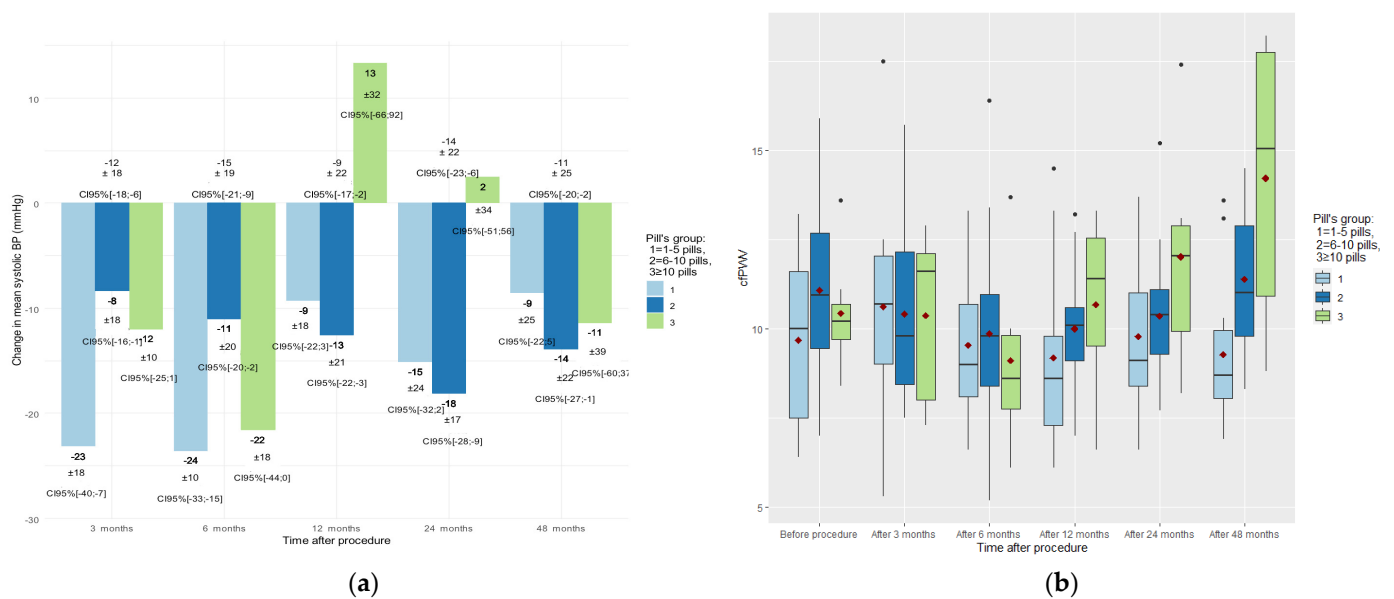 13
±32
CI95%[-66;92]
-12
± 18
CI95%[-18;-6]
-15
± 19
CI95%[-21;-9]
-9
± 22
CI95%[-17;-2]
-14
± 22
CI95%[-23;-6]
-11
± 25
CI95%[-20;-2]
2
±34
CI95%[-51;56]
10
0
-10
-20
-30
Change in mean systolic BP (mmHg)
-23
±18
CI95%[-40;-7]
-8
±18
CI95%[-16;-1]
12
±10
CI95%[-25;1]
-24
±10
CI95%[-33;-15]
-11
±20
CI95%[-20;-2]
-22
±18
CI95%[-44;0]
-9
±18
CI95%[-22;3]
-13
±21
CI95%[-22;-3]
-15
±24
CI95%[-32;2]
-18
±17
CI95%[-28;-9]
-9
±25
CI95%[-22;5]
-14
±22
CI95%[-27;-1]
-11
±39
CI95%[-60;37
3 months
6 months
12 months
24 months
48 months
Time after procedure
Pill's group:
1=1-5 pills,
2=6-10 pills,
3≥10 pills
1
2
3
(a)
15
10
5
cfPWV
Before procedure
After 3 months
After 6 months
After 12 months
After 24 months
After 48 months
Time after procedure
Pill's group:
1=1-5 pills,
2=6-10 pills,
3≥10 pills
1
2
3
(b)